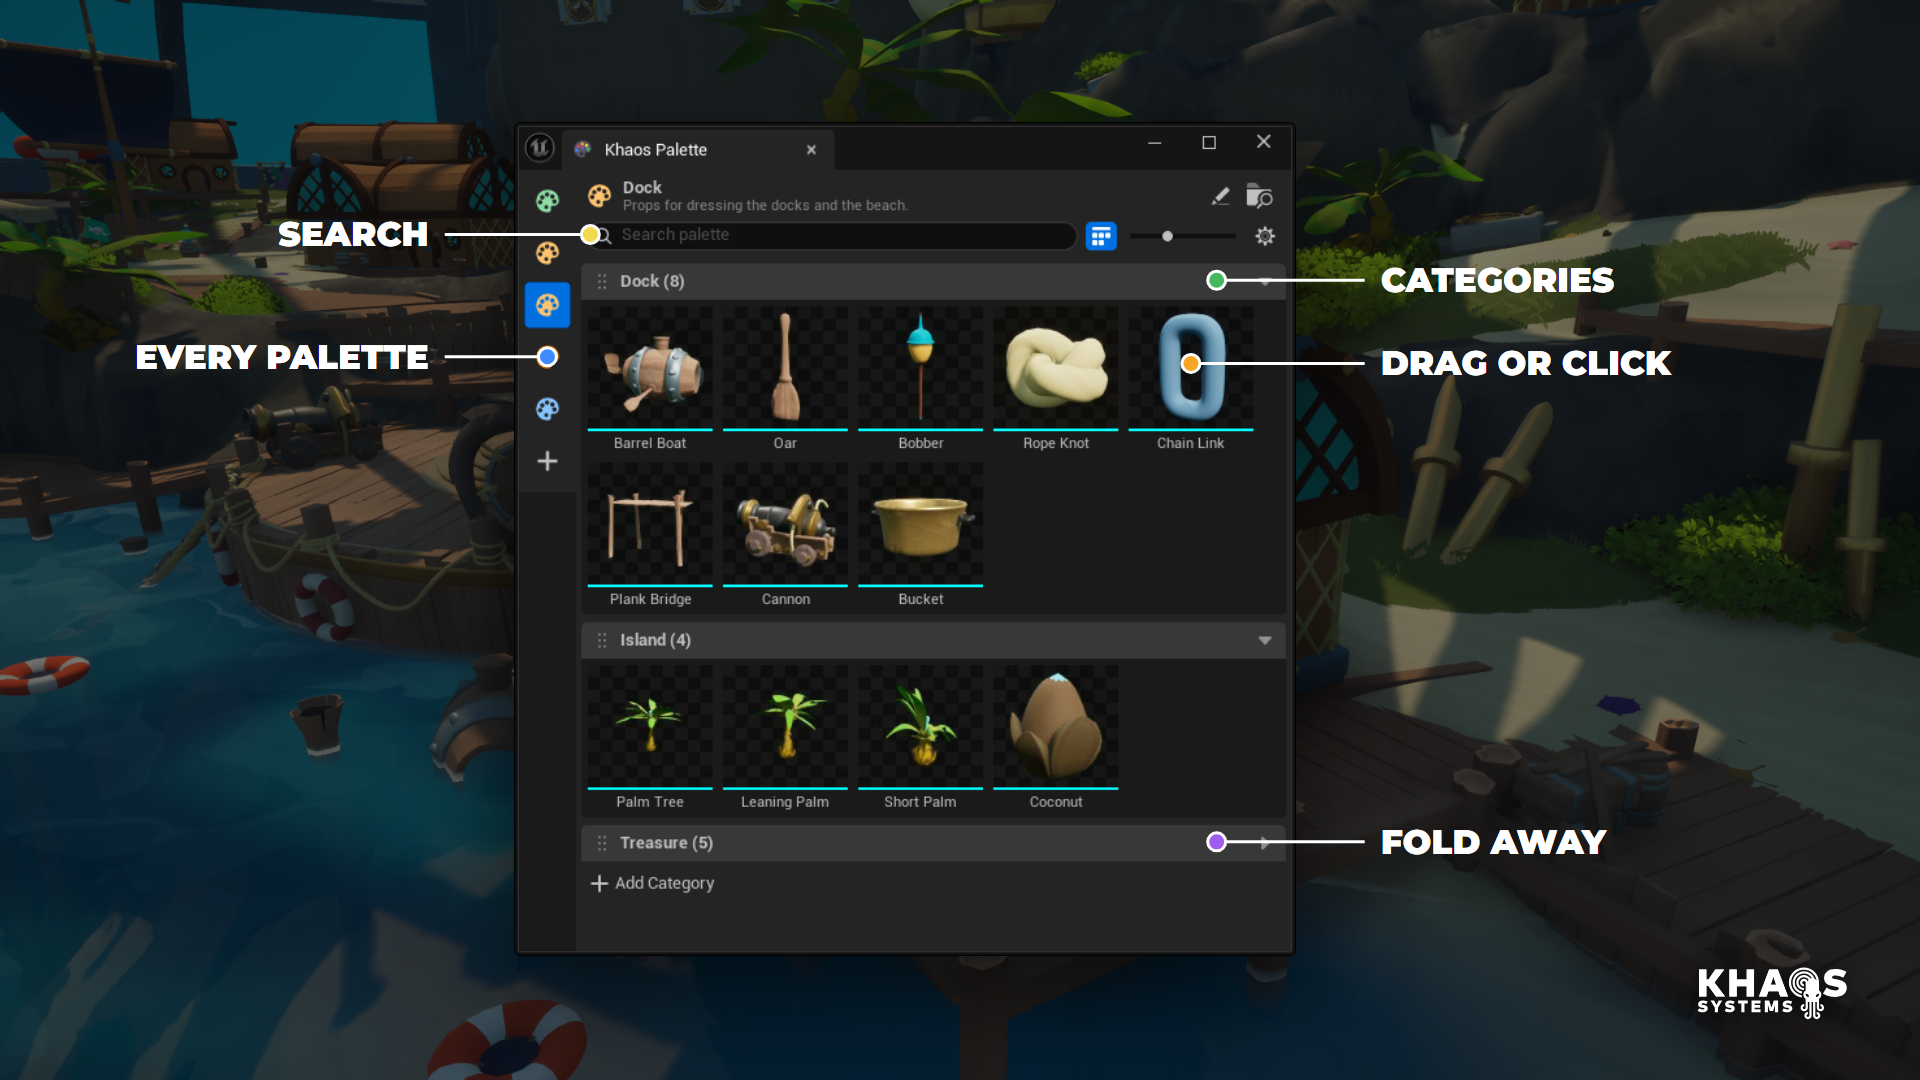 Khaos Palette
Dock
Props for dressing the docks and the beach.
SEARCH
Search palette
Dock (8)
CATEGORIES
EVERY PALETTE
DRAG OR CLICK
Barrel Boat
Oar
Bobber
Rope Knot
Chain Link
Plank Bridge
Cannon
Bucket
Island (4)
Palm Tree
Leaning Palm
Short Palm
Coconut
Treasure (5)
FOLD AWAY
Add Category
KHAOS
SYSTEMS